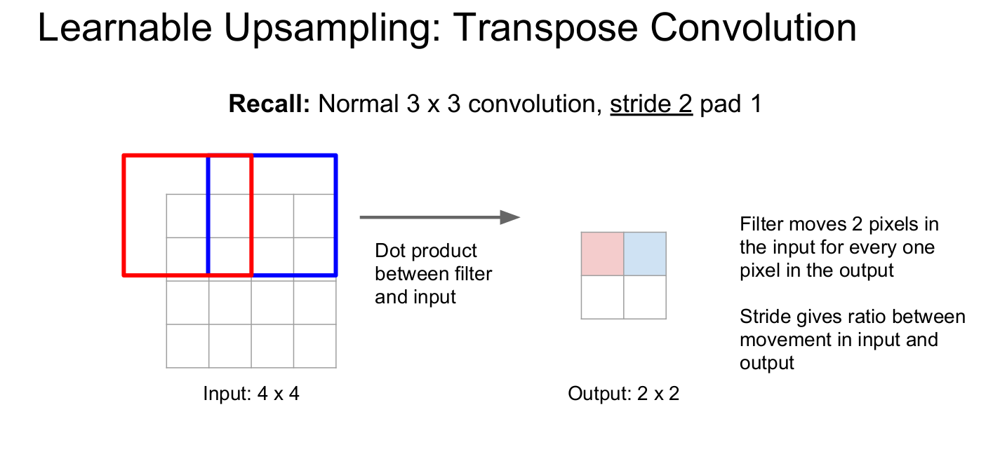 Learnable Upsampling: Transpose Convolution
Recall: Normal 3 x 3 convolution, stride 2 pad 1
Dot product
between filter
and input
Filter moves 2 pixels in
the input for every one
pixel in the output
Stride gives ratio between
movement in input and
output
Input: 4 x 4
Output: 2 x 2